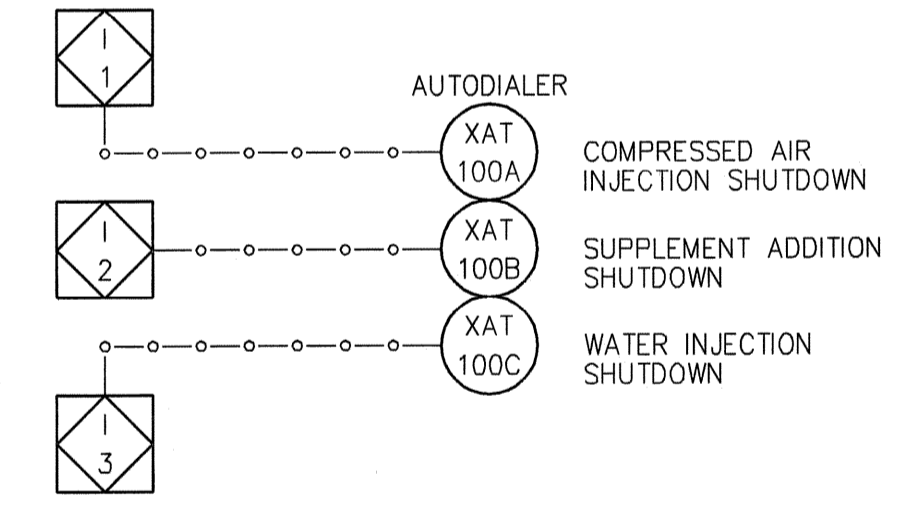 I
1
AUTODIALER
XAT
100A
COMPRESSED AIR
INJECTION SHUTDOWN
I
2
XAT
100B
SUPPLEMENT ADDITION
SHUTDOWN
XAT
100C
WATER INJECTION
SHUTDOWN
I
3